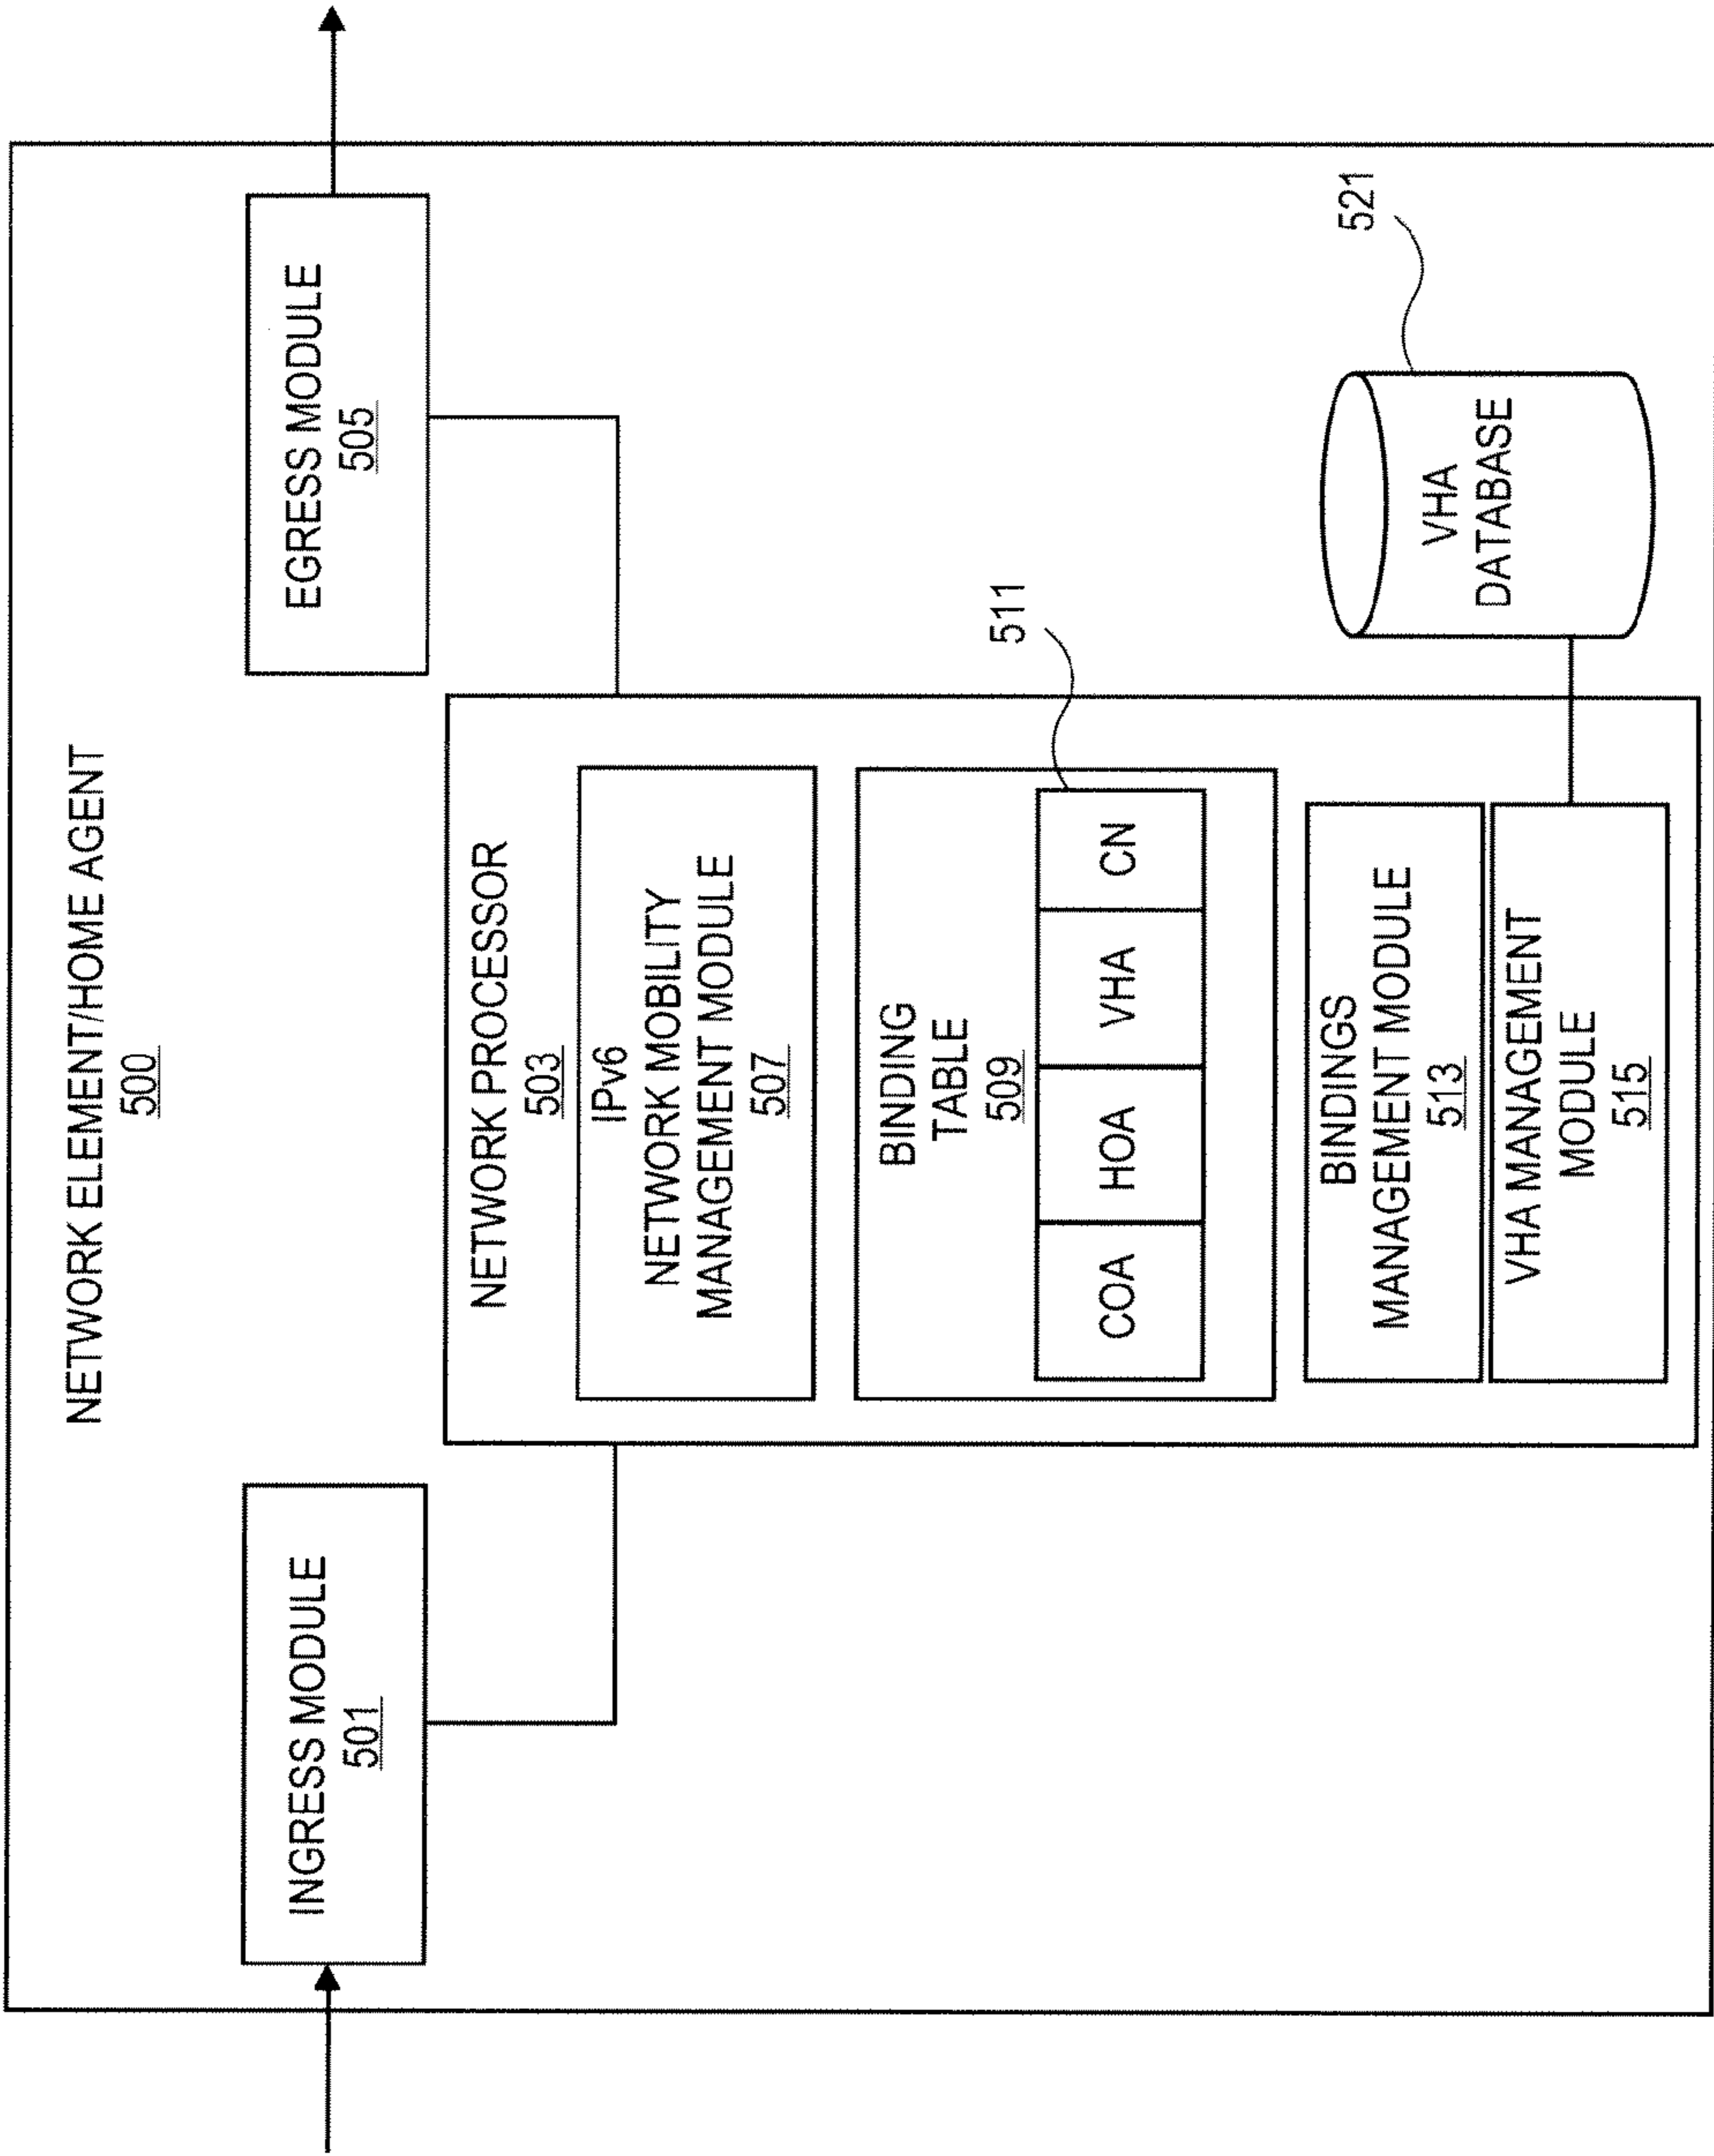 NETWORK ELEMENT/HOME AGENT
500
INGRESS MODULE
501
EGRESS MODULE
505
NETWORK PROCESSOR
503
IPv6
NETWORK MOBILITY
MANAGEMENT MODULE
507
BINDING
TABLE
509
511
COA HOA VHA CN
BINDINGS
MANAGEMENT MODULE
513
VHA MANAGEMENT
MODULE
515
521
VHA
DATABASE